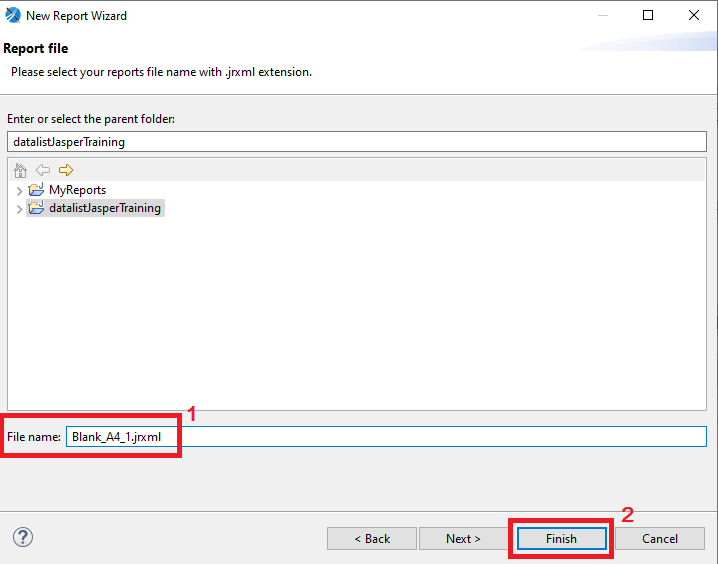 New Report Wizard
Report file
Please select your reports file name with .jrxml extension.
Enter or select the parent folder:
datalistJasperTraining
MyReports
datalistJasperTraining
1
File name: Blank_A4_1.jrxml
2
? < Back Next > Finish Cancel